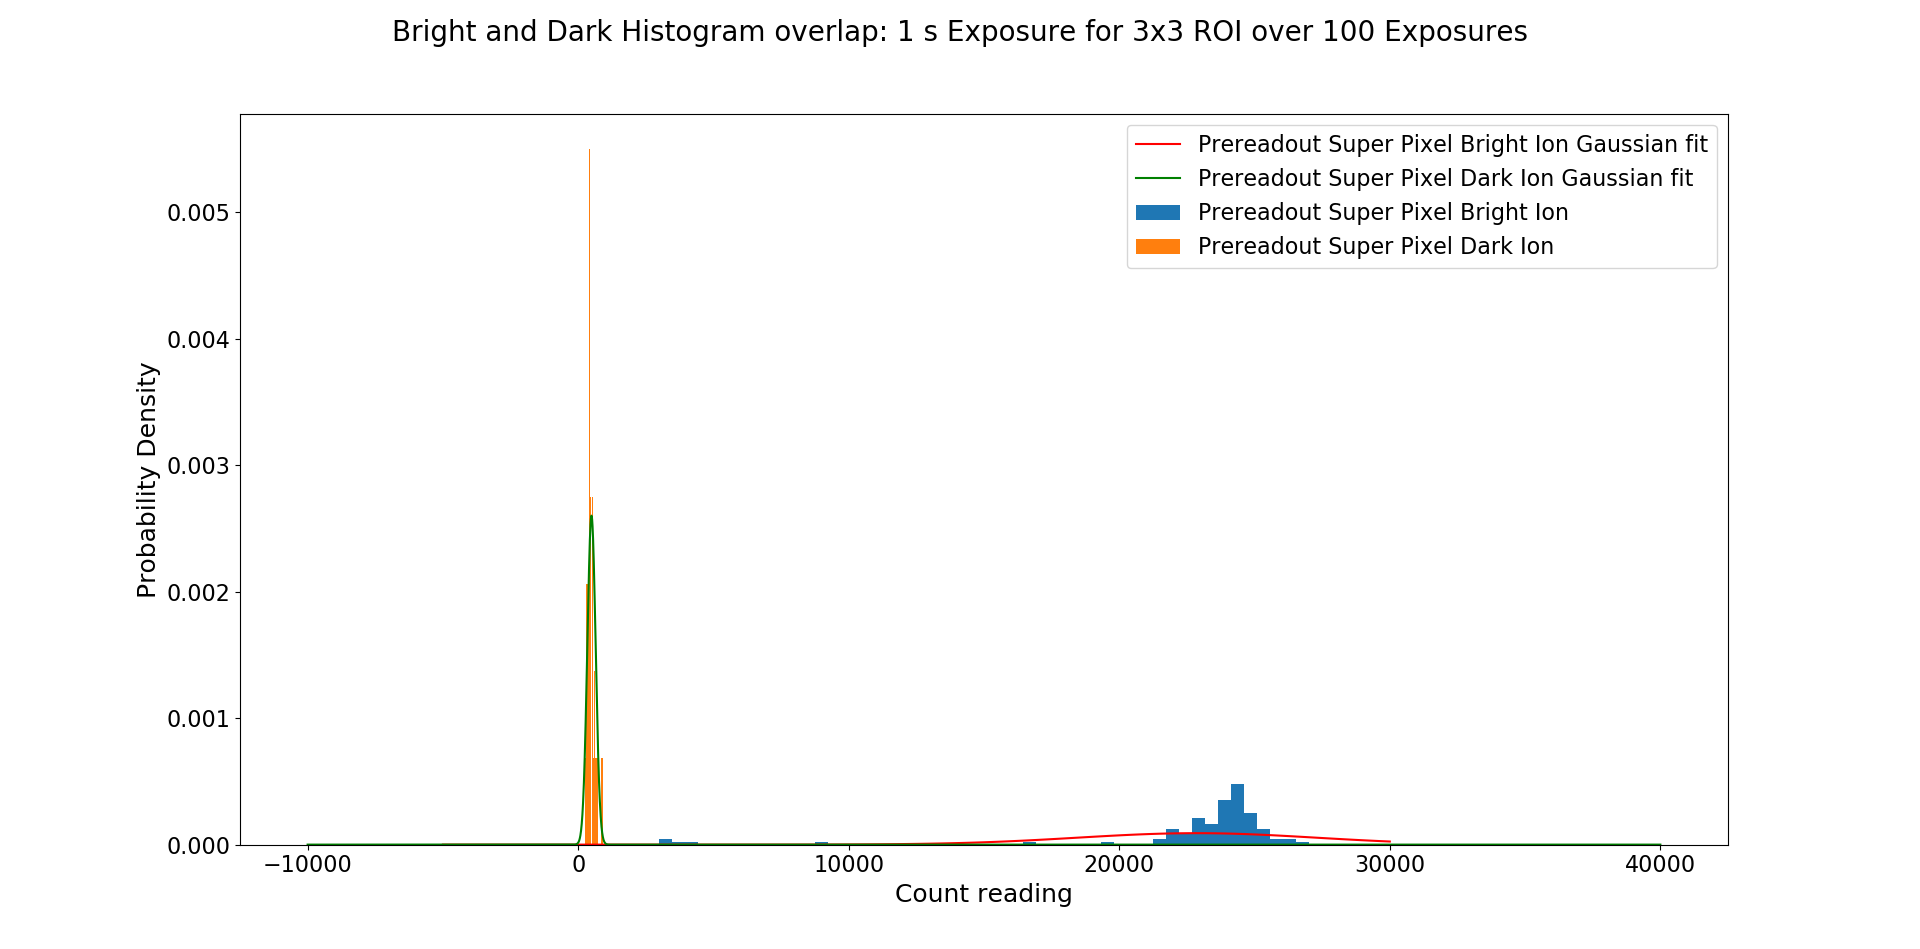 Bright and Dark Histogram overlap: 1 s Exposure for 3x3 ROI over 100 Exposures
Prereadout Super Pixel Bright Ion Gaussian fit
Prereadout Super Pixel Dark Ion Gaussian fit
Prereadout Super Pixel Bright Ion
Prereadout Super Pixel Dark Ion
Probability Density
0.005
0.004
0.003
0.002
0.001
0.000
−10000 0 10000 20000 30000 40000
Count reading